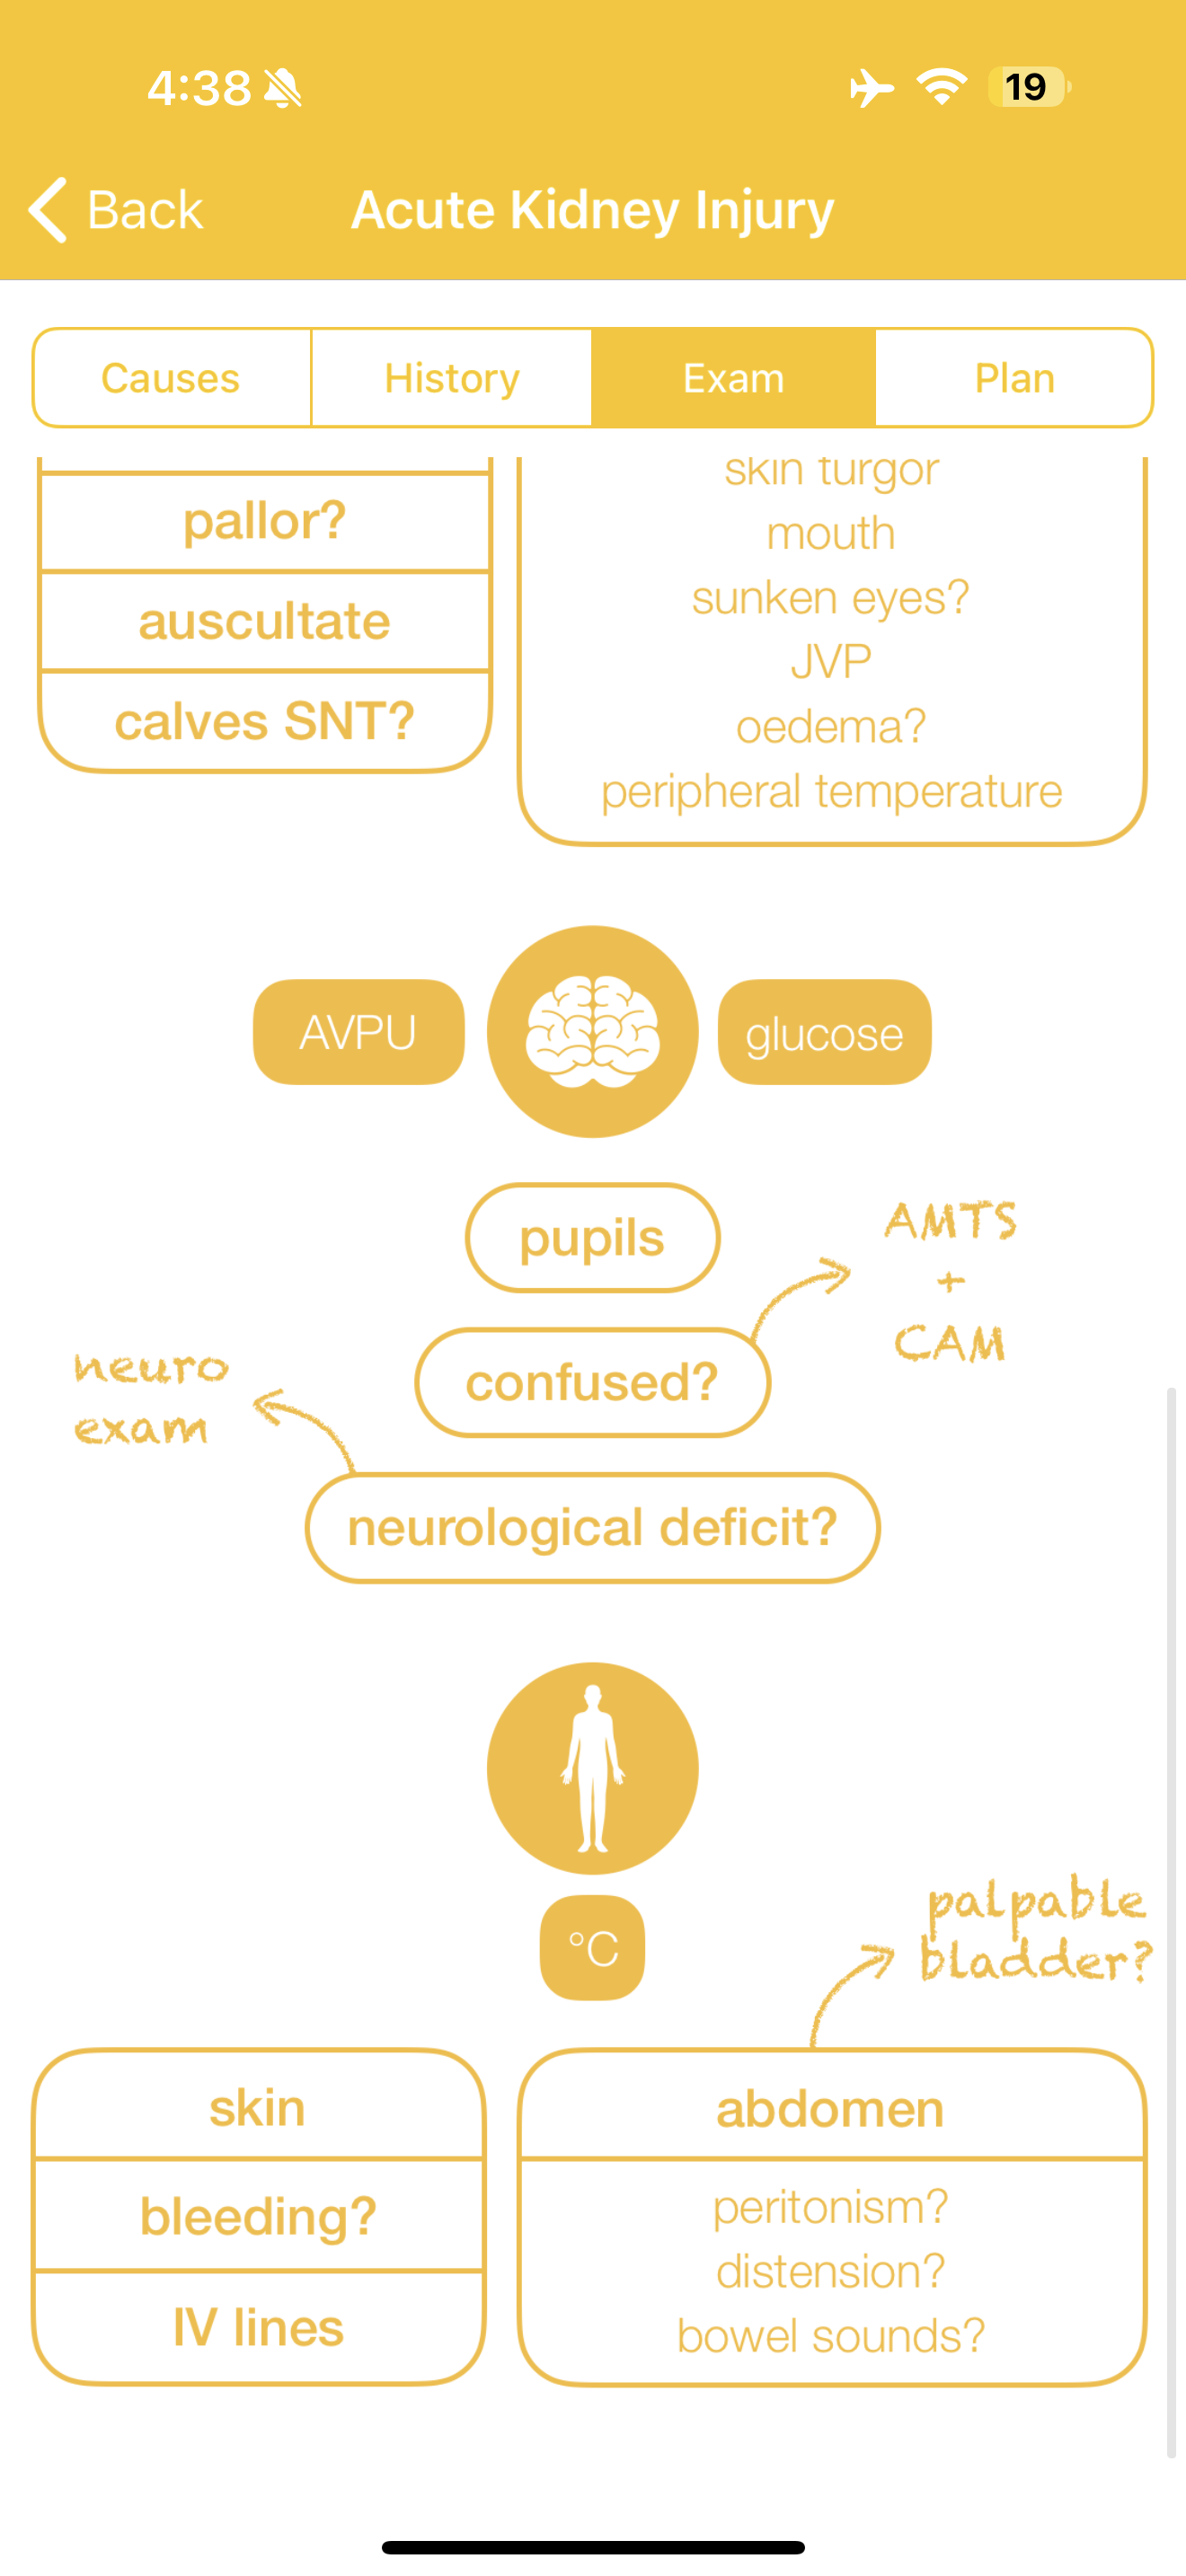 4:38
19
Back
Acute Kidney Injury
Causes
History
Exam
Plan
pallor?
auscultate
calves SNT?
skin turgor
mouth
sunken eyes?
JVP
oedema?
peripheral temperature
AVPU
glucose
pupils
AMTS
+
CAM
confused?
neuro
exam
neurological deficit?
°C
palpable
bladder?
skin
bleeding?
IV lines
abdomen
peritonism?
distension?
bowel sounds?